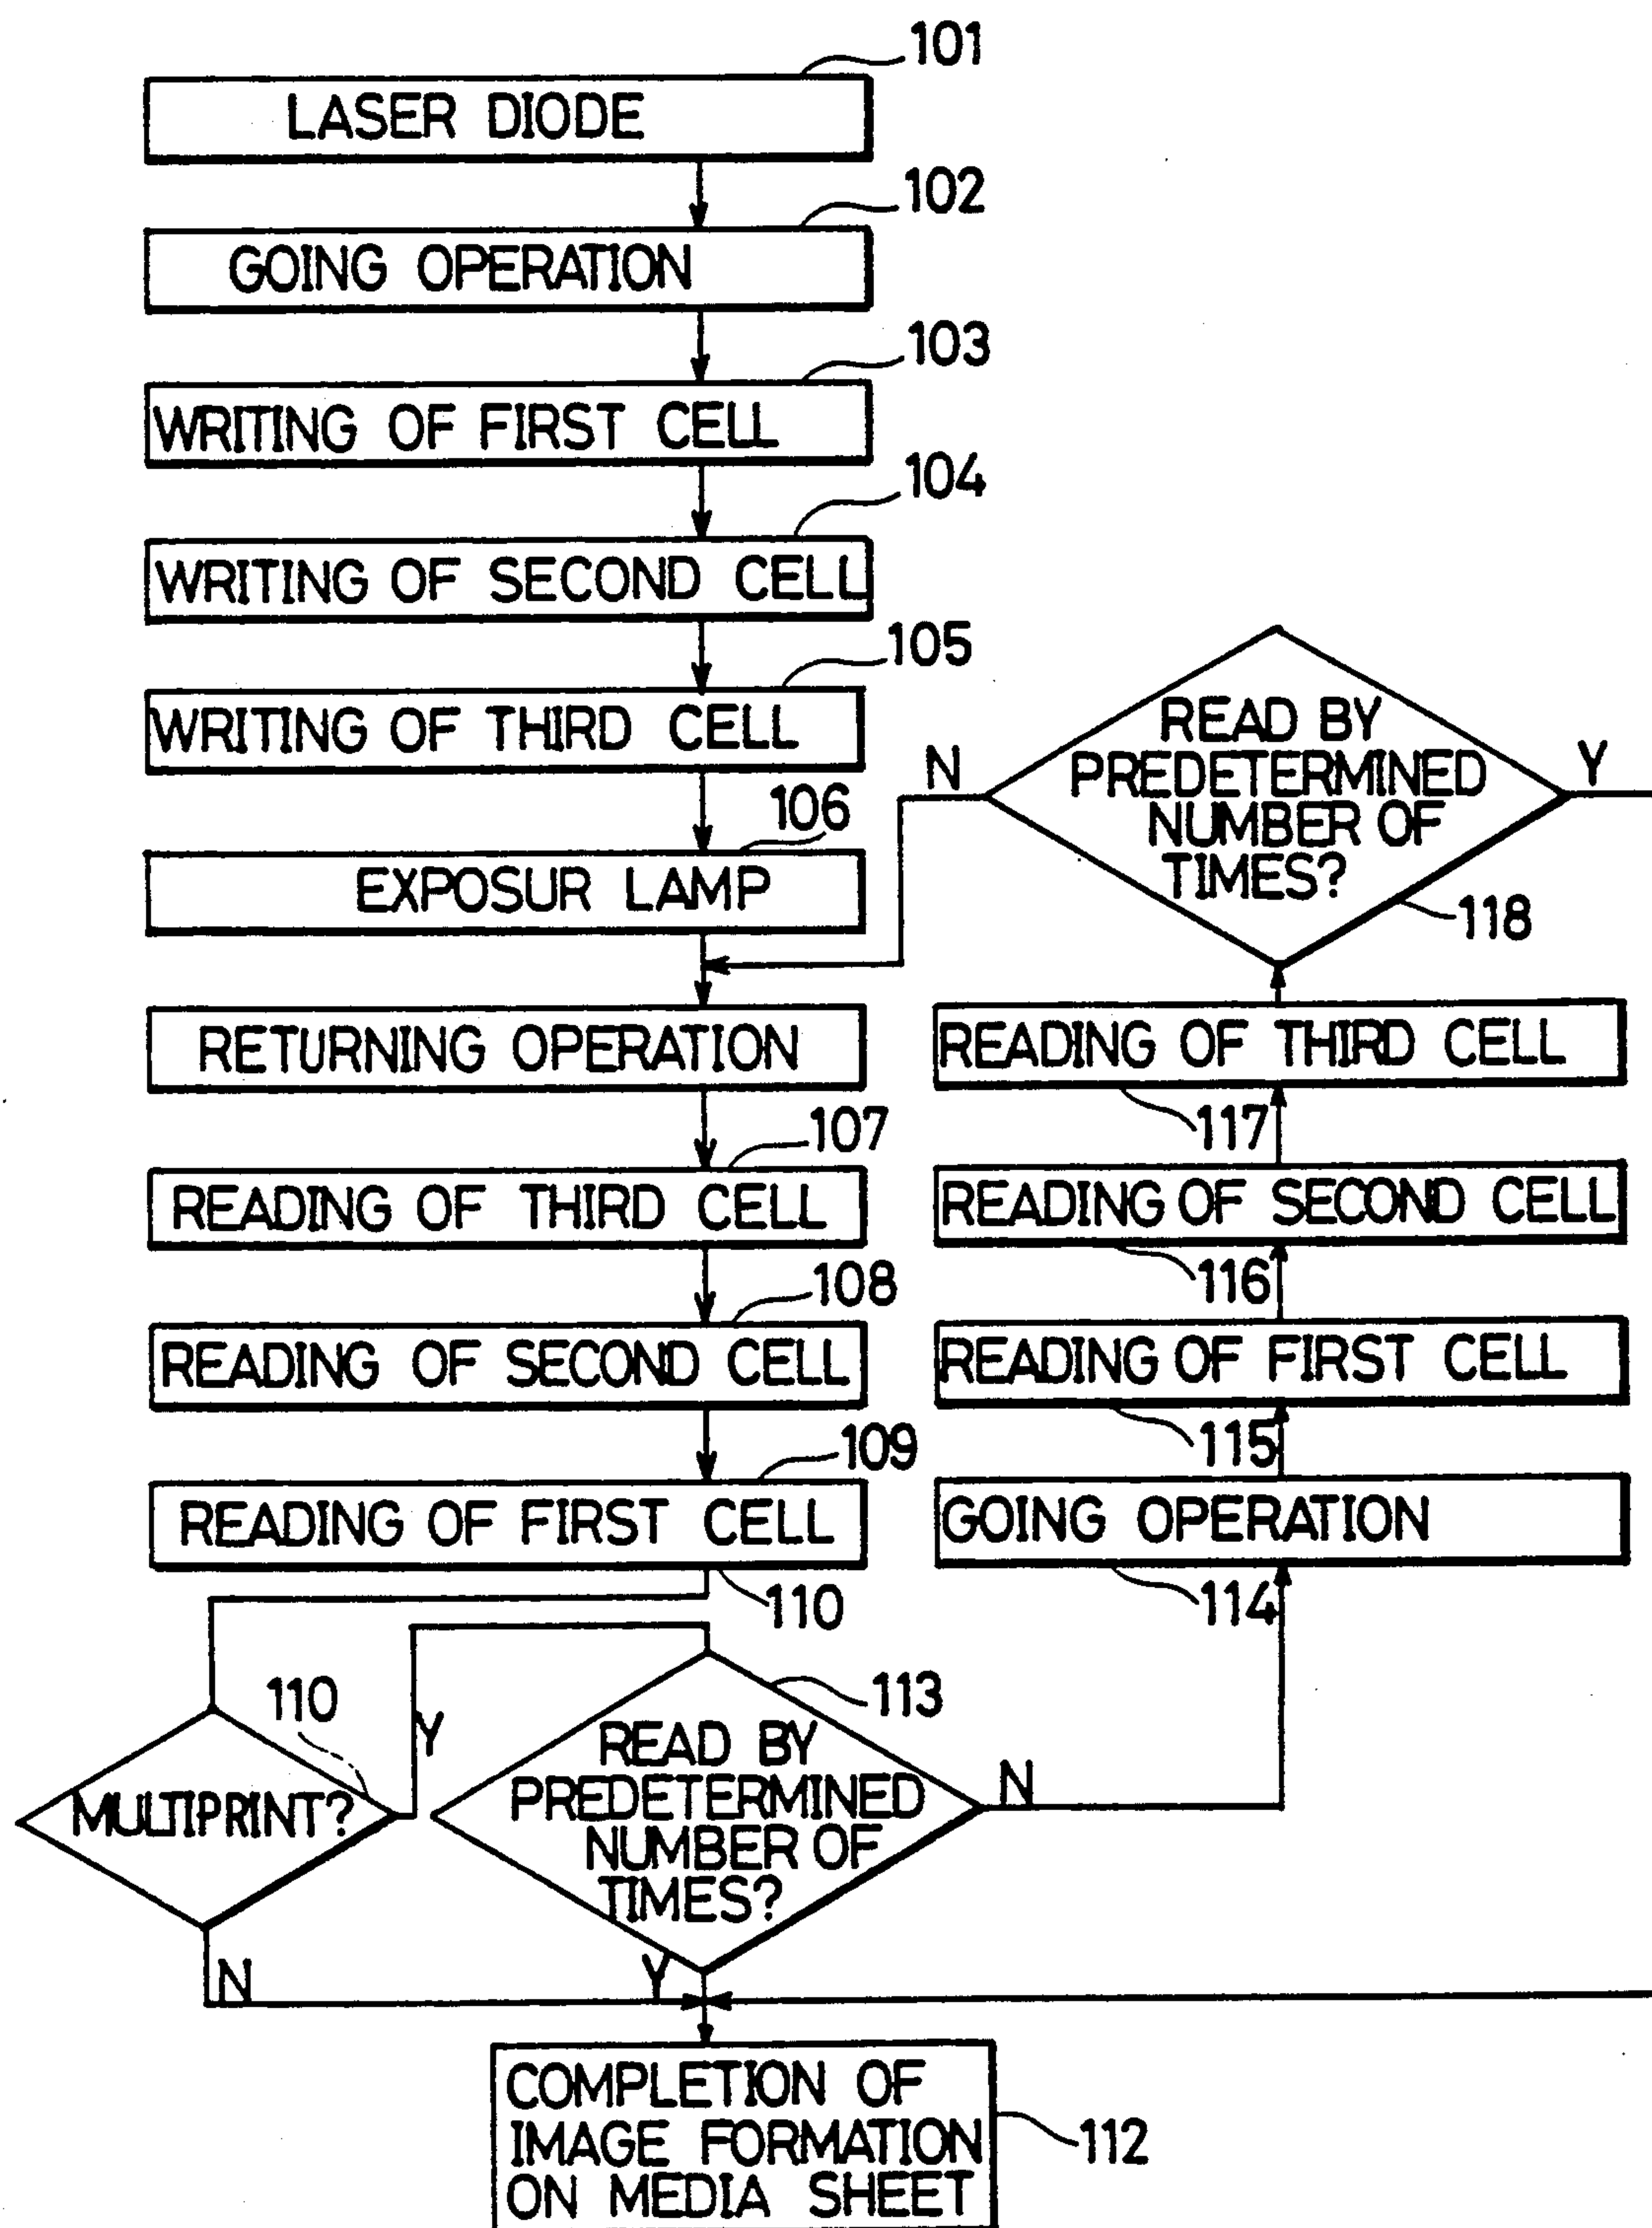 101
LASER DIODE
102
GOING OPERATION
103
WRITING OF FIRST CELL
104
WRITING OF SECOND CELL
105
WRITING OF THIRD CELL
106
EXPOSUR LAMP
RETURNING OPERATION
107
READING OF THIRD CELL
108
READING OF SECOND CELL
109
READING OF FIRST CELL
110
110
MULTIPRINT?
Y
N
113
READ BY
PREDETERMINED
NUMBER OF
TIMES?
N
Y
COMPLETION OF
IMAGE FORMATION
ON MEDIA SHEET
112
GOING OPERATION
114
READING OF FIRST CELL
115
READING OF SECOND CELL
116
READING OF THIRD CELL
117
READ BY
PREDETERMINED
NUMBER OF
TIMES?
118
N
Y